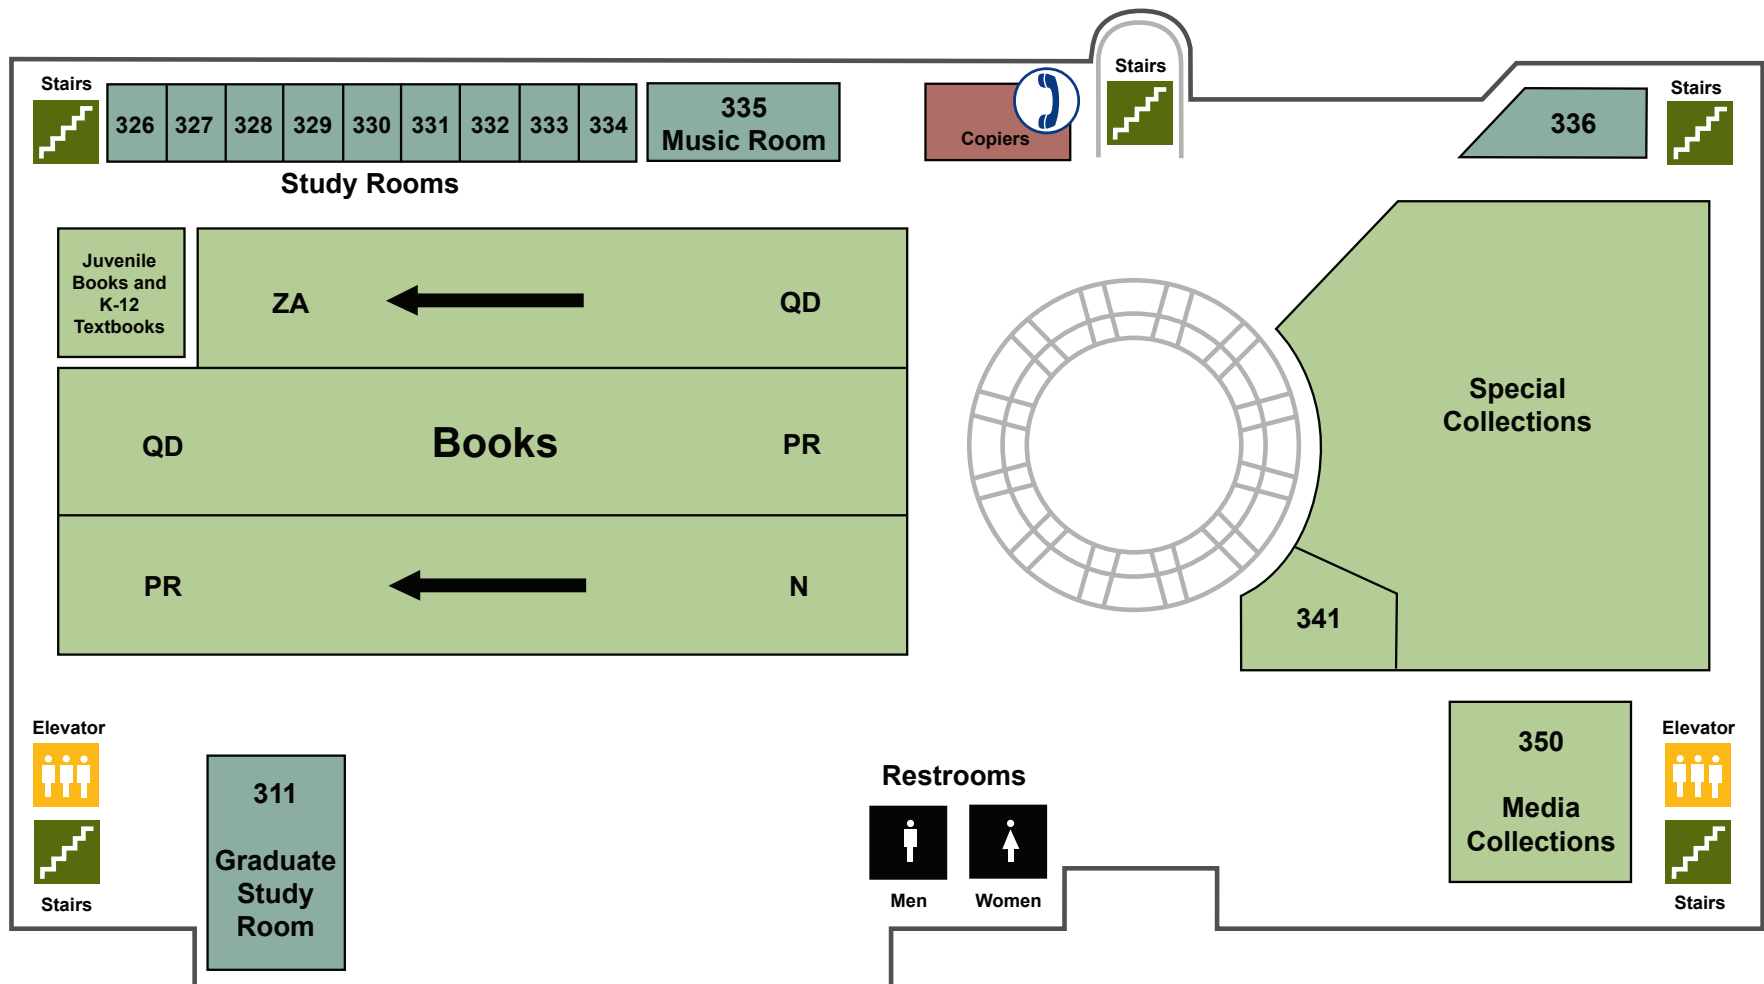 Stairs
326 327 328 329 330 331 332 333 334
Study Rooms
335
Music Room
Copiers
Stairs
336
Stairs
Juvenile
Books and
K-12
Textbooks
ZA
QD
QD
Books
PR
PR
N
Special
Collections
341
Elevator
Stairs
311
Graduate
Study
Room
Restrooms
Men
Women
350
Media
Collections
Elevator
Stairs